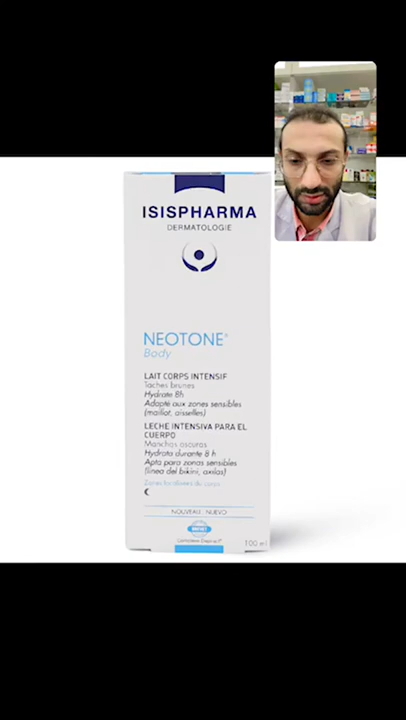 ISISPHARMA
DERMATOLOGIE
NEOTONE®
Body
LAIT CORPS INTENSIF
Taches brunes
Hydrate 8h
Adapté aux zones sensibles
(maillot, aisselles)
LECHE INTENSIVA PARA EL
CUERPO
Manchas oscuras
Hydrata durante 8 h
Apta para zonas sensibles
(línea del bikini, axilas)
NOUVEAU . NUEVO
100 ml